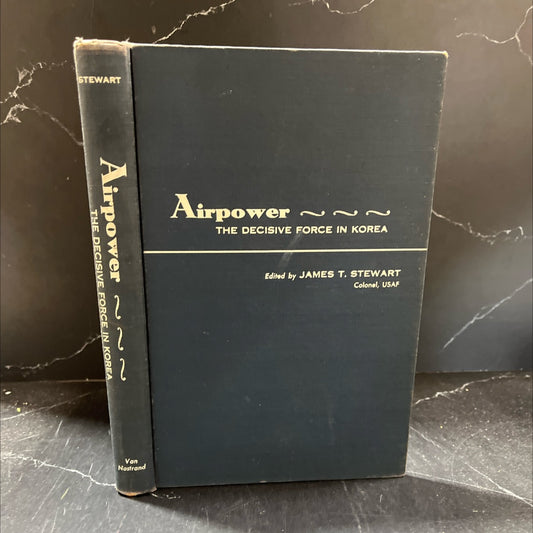 STEWART
Airpower ~ ~ ~
THE DECISIVE FORCE IN KOREA
Van
Nostrand
Airpower ~ ~ ~
THE DECISIVE FORCE IN KOREA
Edited by JAMES T. STEWART
Colonel, USAF